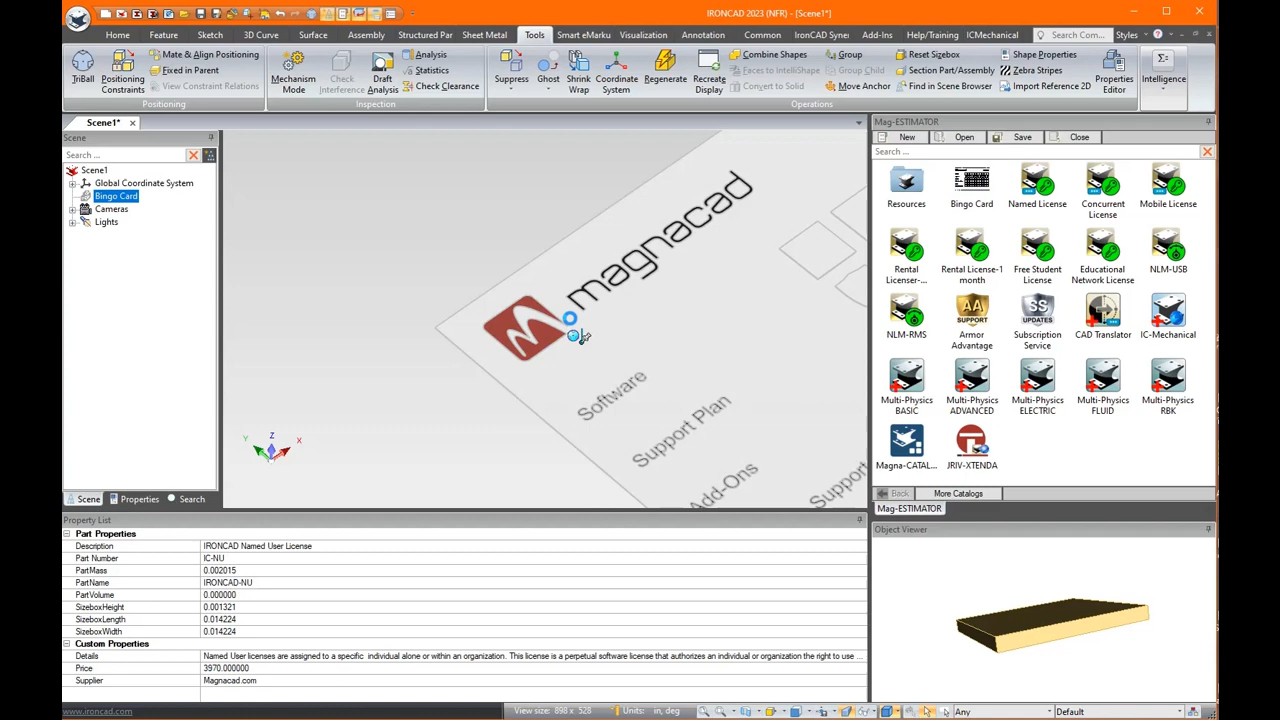 IRONCAD 2023 (NFR) - [Scene1*]
Home Feature Sketch 3D Curve Surface Assembly Structured Par Sheet Metal Tools Smart eMarku Visualization Annotation Common IronCAD Synei Add-Ins Help/Training ICMechanical Search Com... Styles
TriBall
Positioning Constraints
Mate & Align Positioning
Fixed in Parent
View Constraint Relations
Positioning
Mechanism Mode
Check Interference
Draft Analysis
Analysis
Statistics
Check Clearance
Inspection
Suppress
Ghost
Shrink Wrap
Coordinate System
Regenerate
Recreate Display
Combine Shapes
Faces to IntelliShape
Convert to Solid
Group
Group Child
Move Anchor
Reset Sizebox
Section Part/Assembly
Find in Scene Browser
Shape Properties
Zebra Stripes
Import Reference 2D
Properties Editor
Operations
Intelligence
Scene1*
Scene
Search ...
Scene1
Global Coordinate System
Bingo Card
Cameras
Lights
Scene Properties Search
magnacad
Software
Support Plan
Add-Ons
Z
Y
X
Mag-ESTIMATOR
New Open Save Close
Search ...
Resources Bingo Card Named License Concurrent License Mobile License
Rental Licenser-... Rental License-1 month Free Student License Educational Network License NLM-USB
NLM-RMS Armor Advantage Subscription Service CAD Translator IC-Mechanical
Multi-Physics BASIC Multi-Physics ADVANCED Multi-Physics ELECTRIC Multi-Physics FLUID Multi-Physics RBK
Magna-CATAL... JRIV-XTENDA
Back More Catalogs
Mag-ESTIMATOR
Object Viewer
Property List
Part Properties
Description IRONCAD Named User License
Part Number IC-NU
PartMass 0.002015
PartName IRONCAD-NU
PartVolume 0.000000
SizeboxHeight 0.001321
SizeboxLength 0.014224
SizeboxWidth 0.014224
Custom Properties
Details Named User licenses are assigned to a specific individual alone or within an organization. This license is a perpetual software license that authorizes an individual or organization the right to use ...
Price 3970.000000
Supplier Magnacad.com
www.ironcad.com View size: 898 x 528 Units: in, deg Any Default